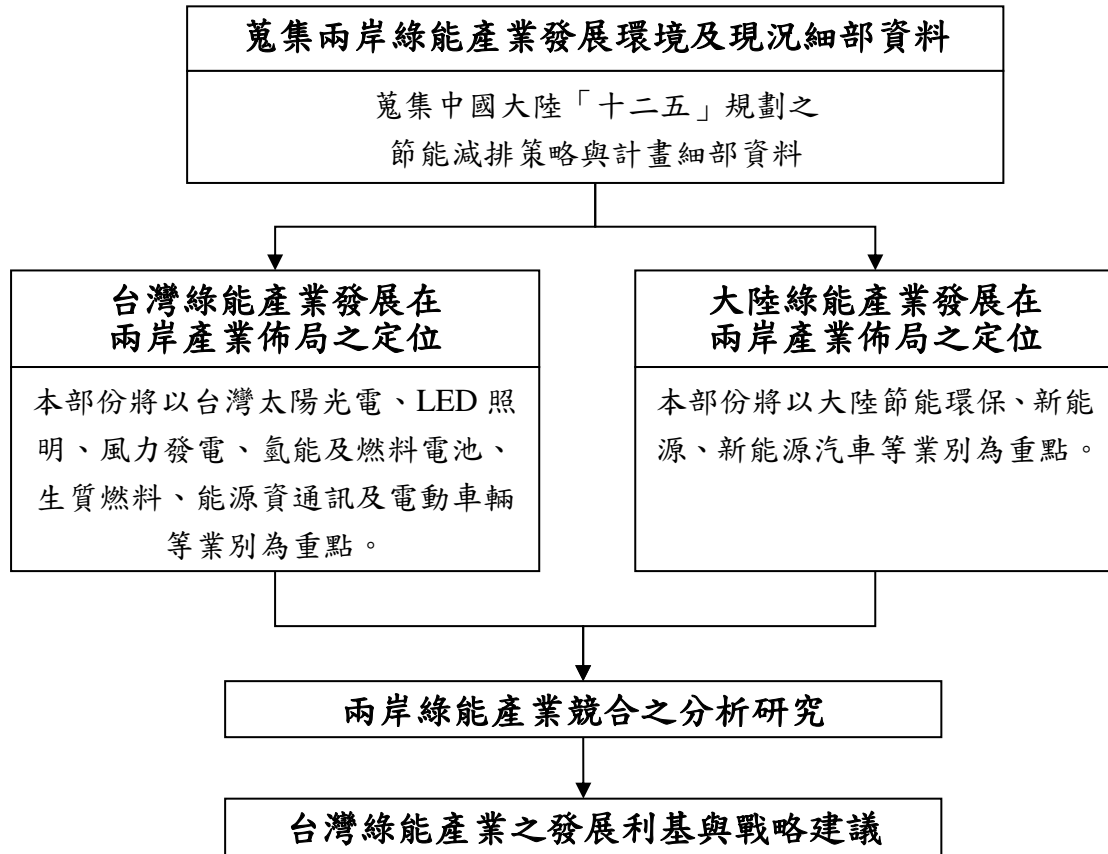 蒐集兩岸綠能產業發展環境及現況細部資料
蒐集中國大陸「十二五」規劃之
節能減排策略與計畫細部資料
台灣綠能產業發展在
兩岸產業佈局之定位
本部份將以台灣太陽光電、LED 照
明、風力發電、氫能及燃料電池、
生質燃料、能源資通訊及電動車輛
等業別為重點。
大陸綠能產業發展在
兩岸產業佈局之定位
本部份將以大陸節能環保、新能
源、新能源汽車等業別為重點。
兩岸綠能產業競合之分析研究
台灣綠能產業之發展利基與戰略建議